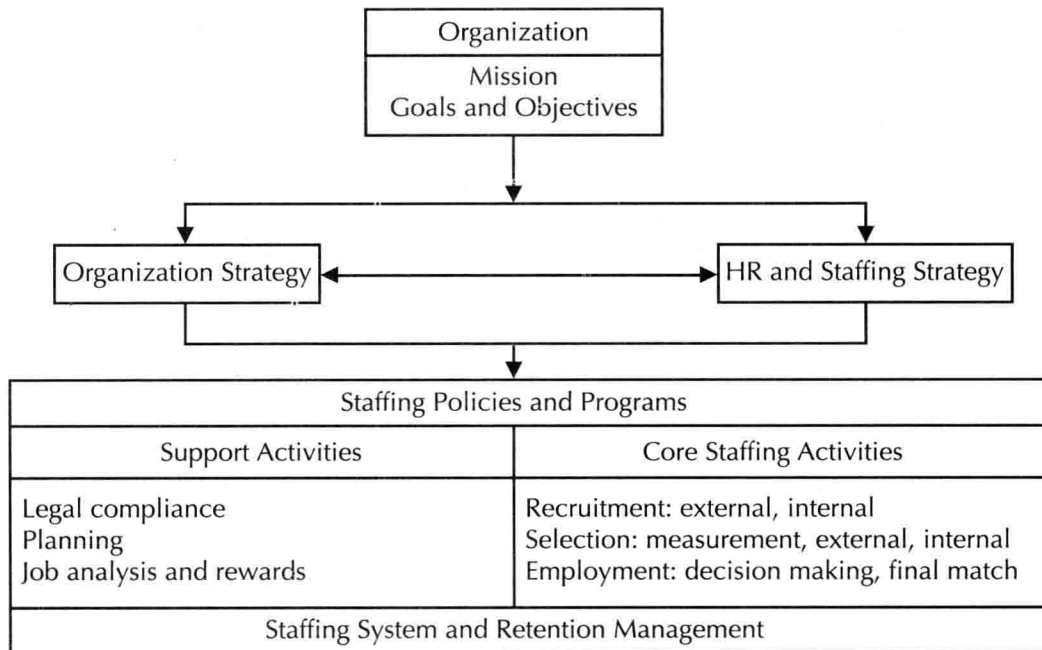 Organization
Mission
Goals and Objectives
Organization Strategy
HR and Staffing Strategy
Staffing Policies and Programs
Support Activities
Core Staffing Activities
Legal compliance
Planning
Job analysis and rewards
Recruitment: external, internal
Selection: measurement, external, internal
Employment: decision making, final match
Staffing System and Retention Management